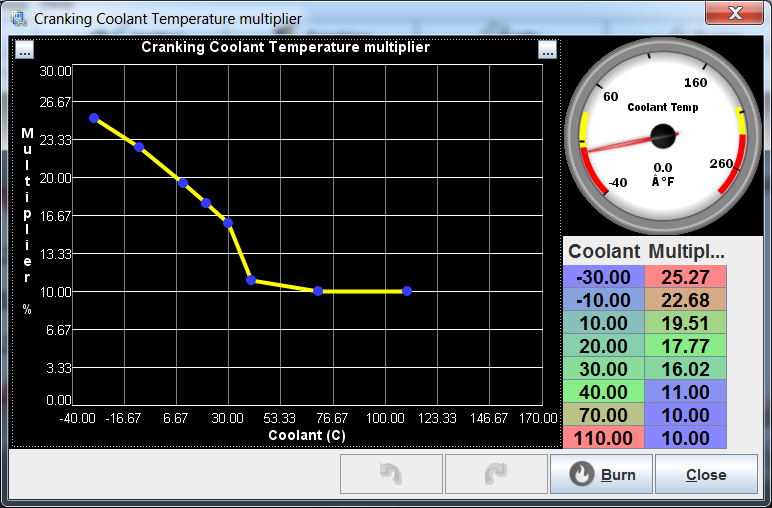 Cranking Coolant Temperature multiplier
Cranking Coolant Temperature multiplier
...
...
Multiplier %
30.00
26.67
23.33
20.00
16.67
13.33
10.00
6.67
3.33
0.00
-40.00 -16.67 6.67 30.00 53.33 76.67 100.00 123.33 146.67 170.00
Coolant (C)
60
160
Coolant Temp
0.0
°F
-40
260
Coolant Multipl...
-30.00 25.27
-10.00 22.68
10.00 19.51
20.00 17.77
30.00 16.02
40.00 11.00
70.00 10.00
110.00 10.00
Burn
Close